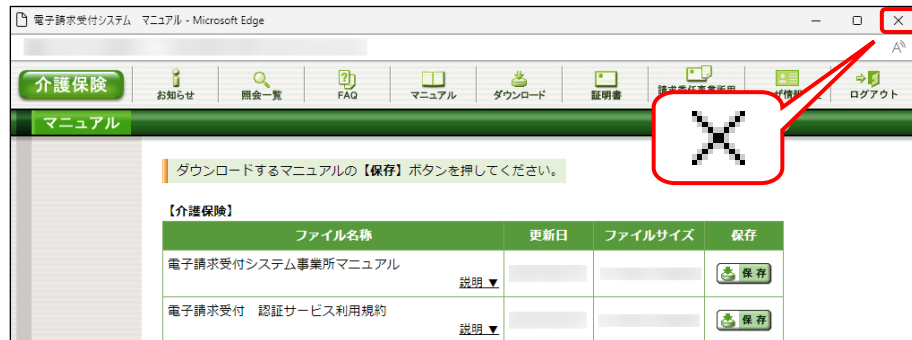 電子請求受付システム マニュアル - Microsoft Edge
介護保険
お知らせ
照会一覧
FAQ
マニュアル
ダウンロード
証明書
ログアウト
マニュアル
ダウンロードするマニュアルの【保存】ボタンを押してください。
【介護保険】
ファイル名称 更新日 ファイルサイズ 保存
電子請求受付システム事業所マニュアル
説明 ▼
保存
電子請求受付 認証サービス利用規約
説明 ▼
保存